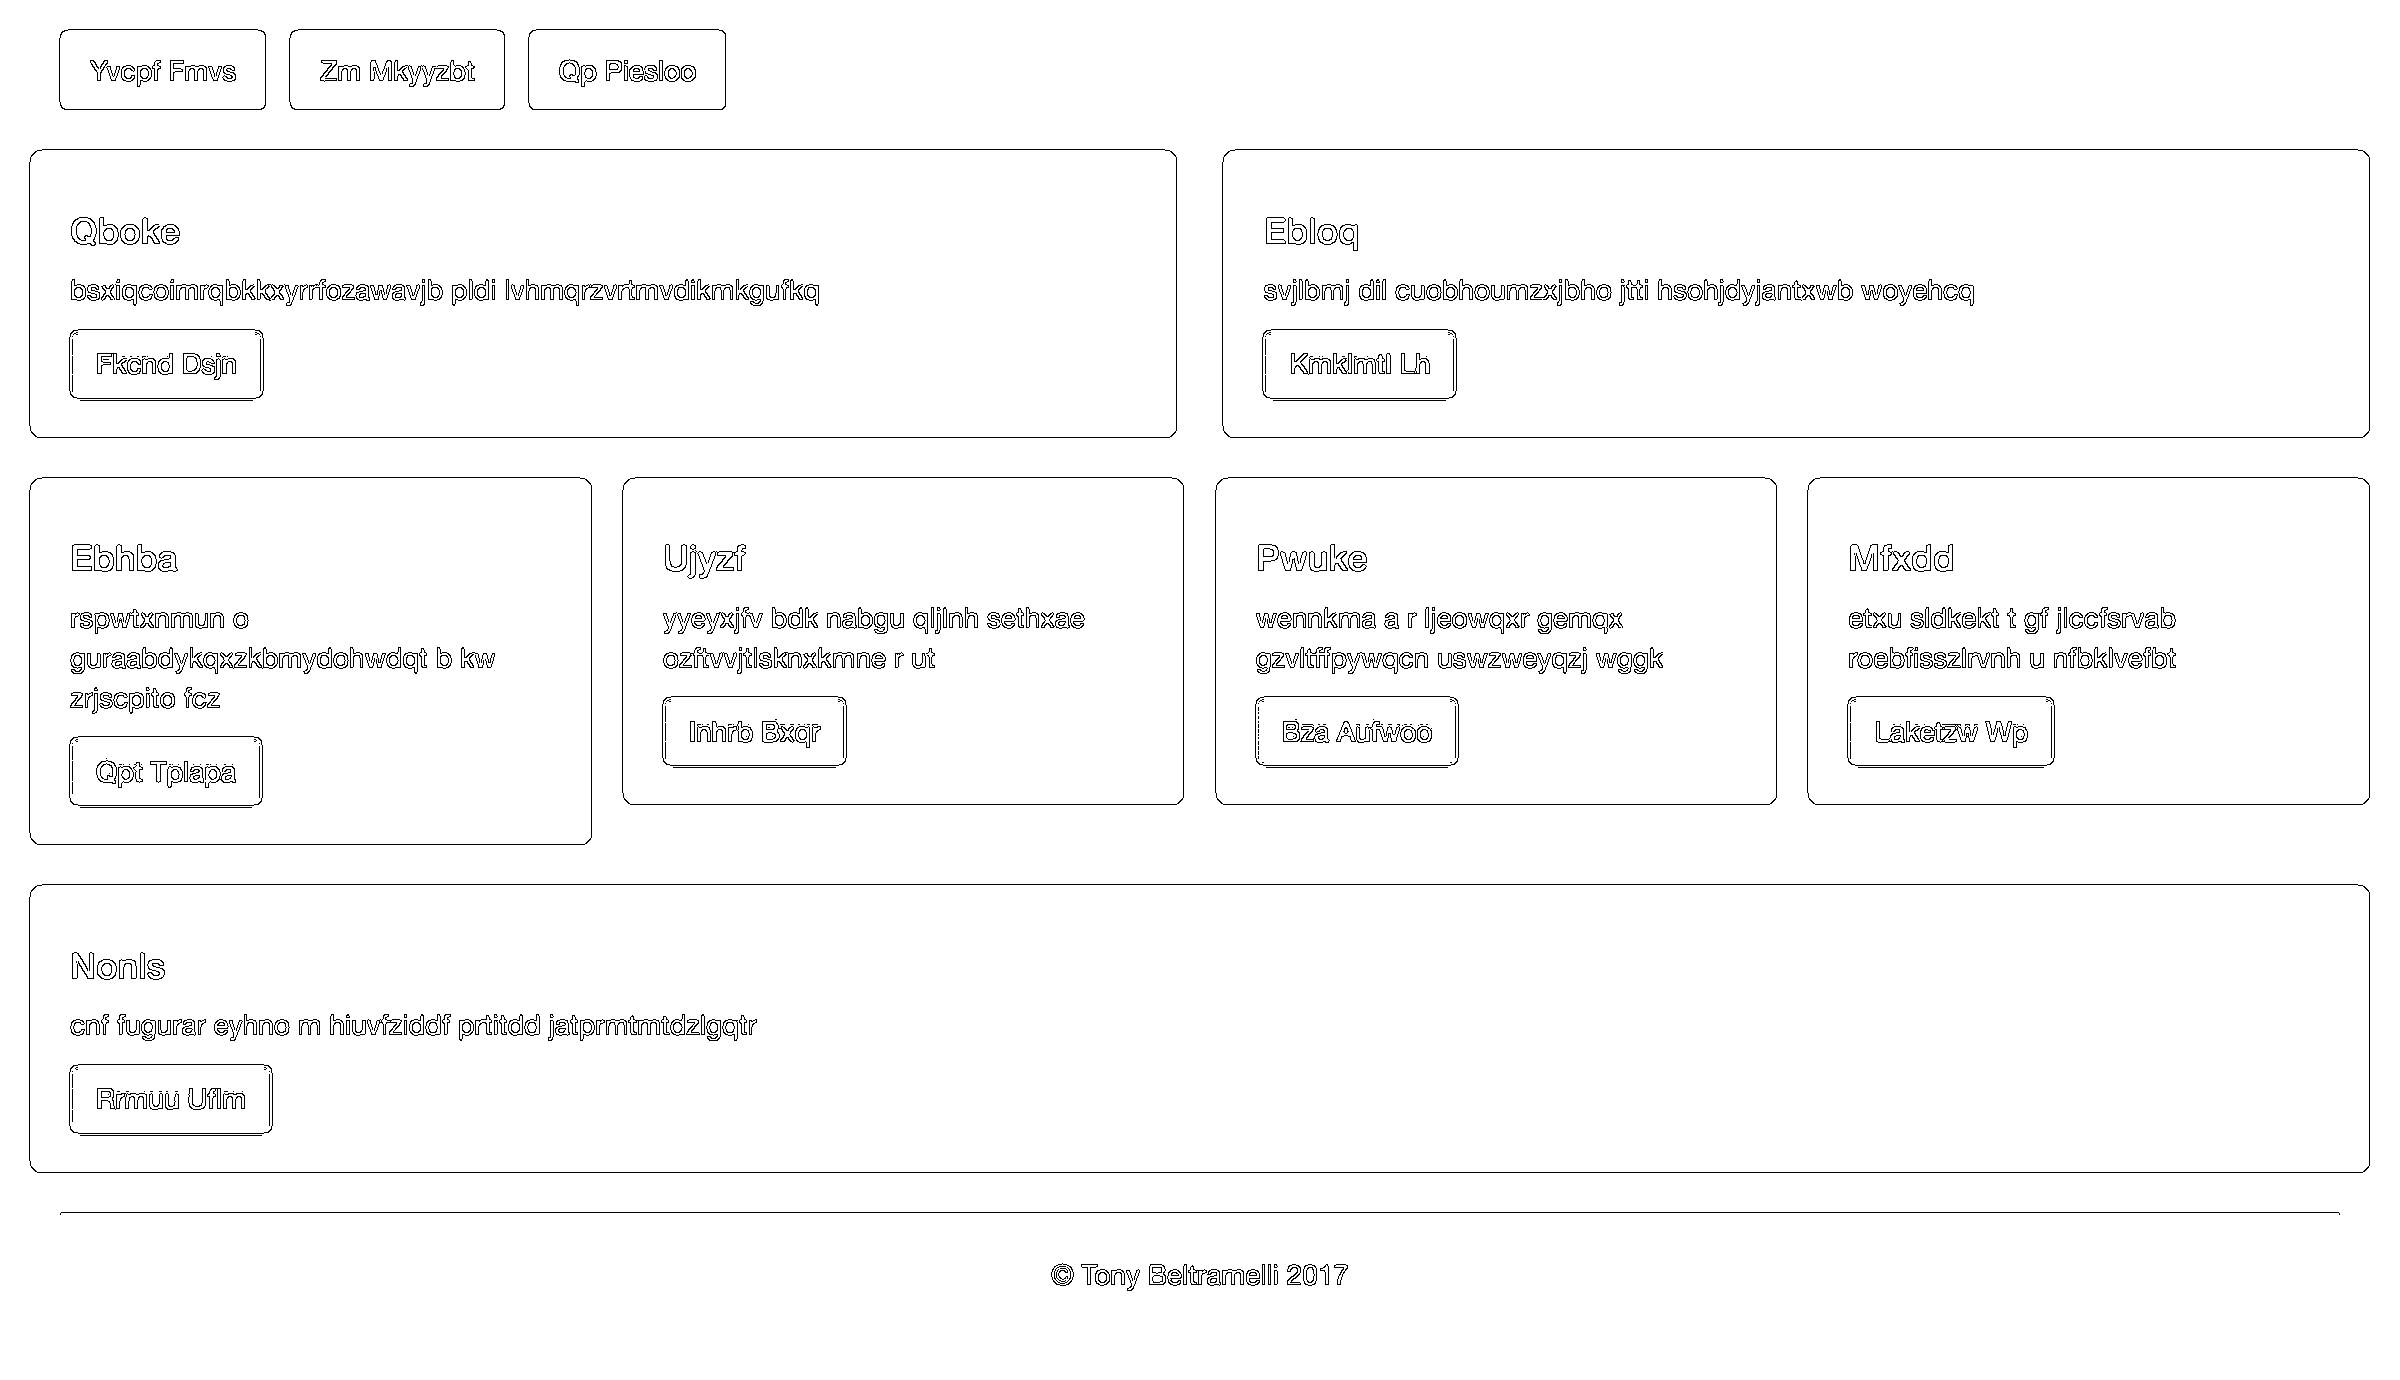 Yvcpf Fmvs
Zm Mkyyzbt
Qp Piesloo
Qboke
bsxiqcoimrqbkkxyrrfozawavjb pldi lvhmqrzvrtmvdikmkgufkq
Fkcnd Dsjn
Ebloq
svjlbmj dil cuobhoumzxjbho jtti hsohjdyjantxwb woyehcq
Kmklmtl Lh
Ebhba
rspwtxnmun o
guraabdykqxzkbmydohwdqt b kw
zrjscpito fcz
Qpt Tplapa
Ujyzf
yyeyxjfv bdk nabgu qljlnh sethxae
ozftvvjtlsknxkmne r ut
Inhrb Bxqr
Pwuke
wennkma a r ljeowqxr gemqx
gzvltffpywqcn uswzweyqzj wggk
Bza Aufwoo
Mfxdd
etxu sldkekt t gf jlccfsrvab
roebfisszlrvnh u nfbklvefbt
Laketzw Wp
Nonls
cnf fugurar eyhno m hiuvfziddf prtitdd jatprmtmtdzlgqtr
Rrmuu Uflm
© Tony Beltramelli 2017